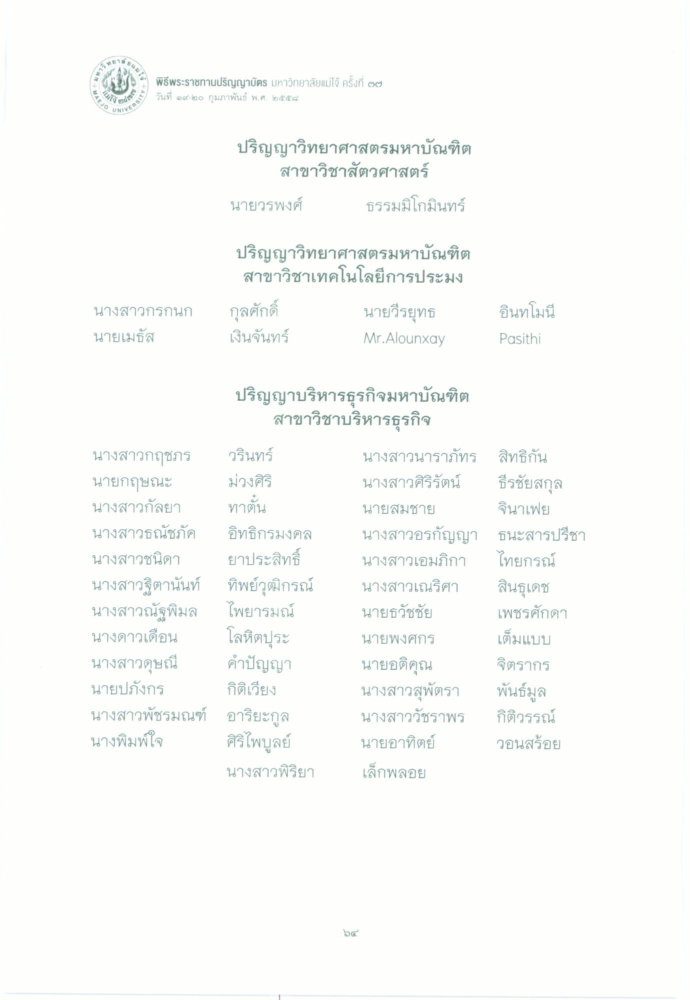 มหาวิทยาลัยแม่โจ้
แม่โจ้ ๒๔๗๗
MAEJO UNIVERSITY
พิธีพระราชทานปริญญาบัตร มหาวิทยาลัยแม่โจ้ ครั้งที่ ๓๗
วันที่ ๑๙-๒๐ กุมภาพันธ์ พ.ศ. ๒๕๕๘
ปริญญาวิทยาศาสตรมหาบัณฑิต
สาขาวิชาสัตวศาสตร์
นายวรพงศ์ ธรรมมิโกมินทร์
ปริญญาวิทยาศาสตรมหาบัณฑิต
สาขาวิชาเทคโนโลยีการประมง
นางสาวกรกนก กุลศักดิ์ นายวีรยุทธ อินทโมนี
นายเมธัส เงินจันทร์ Mr.Alounxay Pasithi
ปริญญาบริหารธุรกิจมหาบัณฑิต
สาขาวิชาบริหารธุรกิจ
นางสาวกฤชภร วรินทร์ นางสาวนาราภัทร สิทธิกัน
นายกฤษณะ ม่วงศิริ นางสาวศิริรัตน์ ธีรชัยสกุล
นางสาวกัลยา ทาตั๋น นายสมชาย จินาเฟย
นางสาวธณัชภัค อิทธิกรมงคล นางสาวอรกัญญา ธนะสารปรีชา
นางสาวชนิดา ยาประสิทธิ์ นางสาวเอมภิกา ไทยกรณ์
นางสาวฐิตานันท์ ทิพย์วุฒิกรณ์ นางสาวเณริศา สินธุเดช
นางสาวณัฐพิมล ไพยารมณ์ นายธวัชชัย เพชรศักดา
นางดาวเดือน โลหิตปุระ นายพงศกร เต็มแบบ
นางสาวดุษณี คำปัญญา นายอติคุณ จิตรากร
นายปภังกร กิติเวียง นางสาวสุพัตรา พันธ์มูล
นางสาวพัชรมณฑ์ อาริยะกูล นางสาววัชราพร กิติวรรณ์
นางพิมพ์ใจ ศิริไพบูลย์ นายอาทิตย์ วอนสร้อย
นางสาวพิริยา เล็กพลอย
๖๔